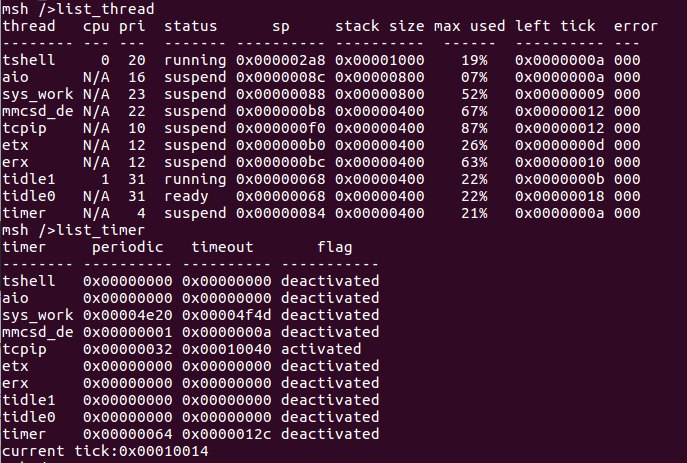 msh />list_thread
thread   cpu pri  status      sp     stack size max used left tick  error
-------- --- ---  ------- ---------- ----------  ------  ---------- ---
tshell     0  20  running 0x000002a8 0x00001000    19%   0x0000000a 000
aio      N/A  16  suspend 0x0000008c 0x00000800    07%   0x0000000a 000
sys_work N/A  23  suspend 0x00000088 0x00000800    52%   0x00000009 000
mmcsd_de N/A  22  suspend 0x000000b8 0x00000400    67%   0x00000012 000
tcpip    N/A  10  suspend 0x000000f0 0x00000400    87%   0x00000012 000
etx      N/A  12  suspend 0x000000b0 0x00000400    26%   0x0000000d 000
erx      N/A  12  suspend 0x000000bc 0x00000400    63%   0x00000010 000
tidle1     1  31  running 0x00000068 0x00000400    22%   0x0000000b 000
tidle0   N/A  31  ready   0x00000068 0x00000400    22%   0x00000018 000
timer    N/A   4  suspend 0x00000084 0x00000400    21%   0x0000000a 000
msh />list_timer
timer     periodic   timeout       flag
-------- ---------- ---------- -----------
tshell   0x00000000 0x00000000 deactivated
aio      0x00000000 0x00000000 deactivated
sys_work 0x00004e20 0x00004f4d deactivated
mmcsd_de 0x00000001 0x0000000a deactivated
tcpip    0x00000032 0x00010040 activated
etx      0x00000000 0x00000000 deactivated
erx      0x00000000 0x00000000 deactivated
tidle1   0x00000000 0x00000000 deactivated
tidle0   0x00000000 0x00000000 deactivated
timer    0x00000064 0x0000012c deactivated
current tick:0x00010014